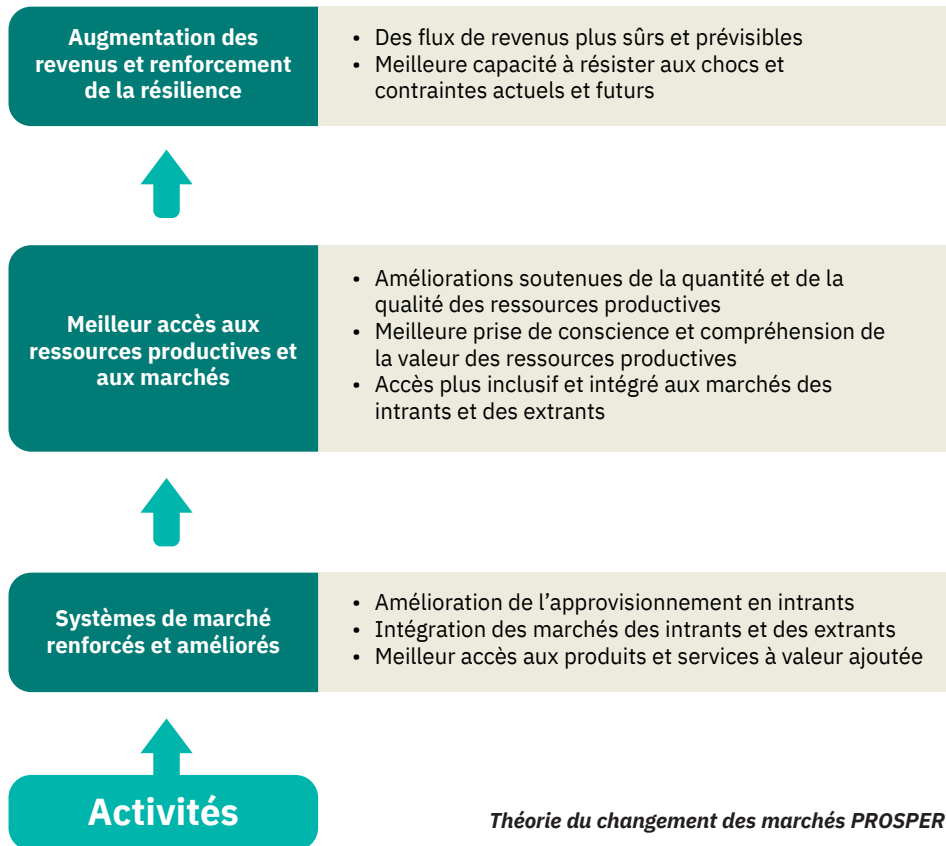 Augmentation des
revenus et renforcement
de la résilience
• Des flux de revenus plus sûrs et prévisibles
• Meilleure capacité à résister aux chocs et
contraintes actuels et futurs
Meilleur accès aux
ressources productives et
aux marchés
• Améliorations soutenues de la quantité et de la
qualité des ressources productives
• Meilleure prise de conscience et compréhension de
la valeur des ressources productives
• Accès plus inclusif et intégré aux marchés des
intrants et des extrants
Systèmes de marché
renforcés et améliorés
• Amélioration de l’approvisionnement en intrants
• Intégration des marchés des intrants et des extrants
• Meilleur accès aux produits et services à valeur ajoutée
Activités
Théorie du changement des marchés PROSPER